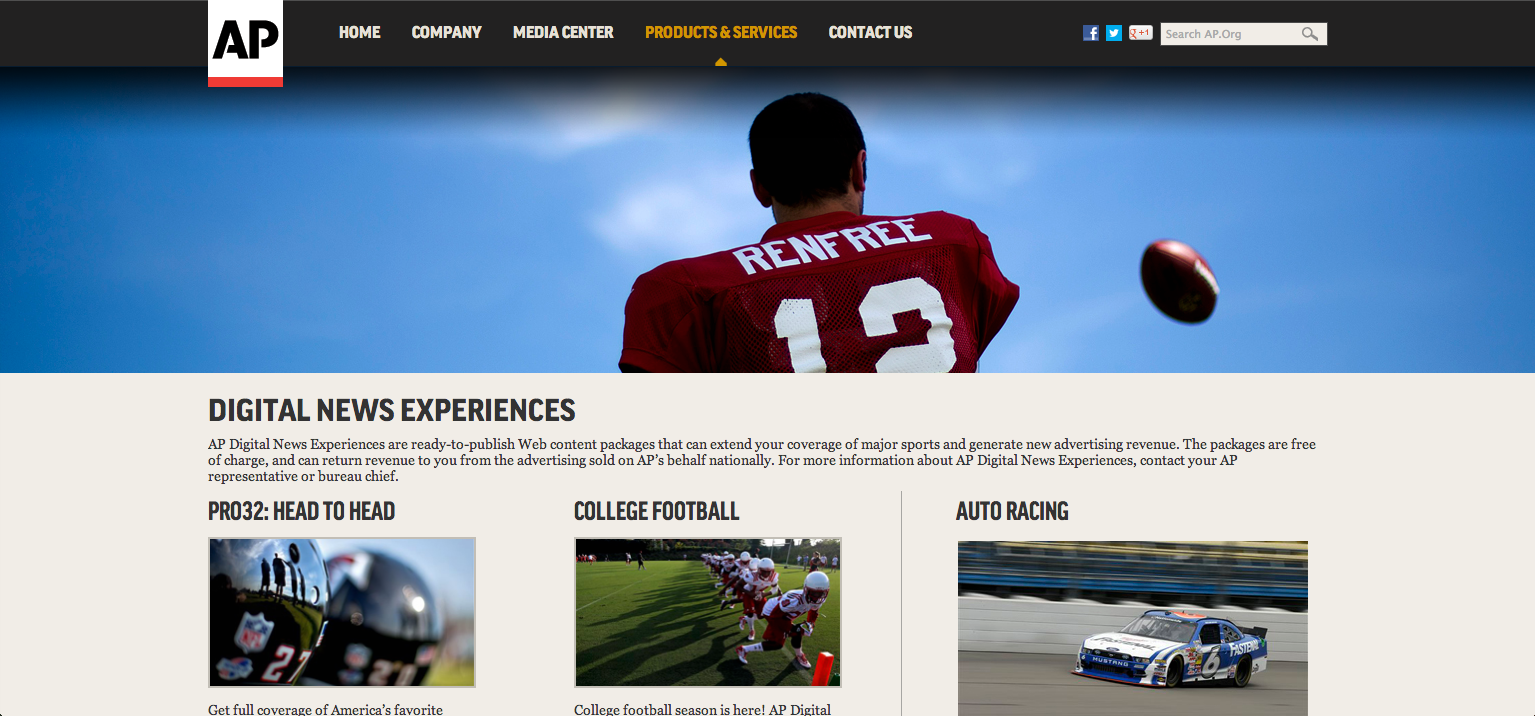 AP
HOME
COMPANY
MEDIA CENTER
PRODUCTS & SERVICES
CONTACT US
f
g+1
Search AP.Org
RENFREE
12
DIGITAL NEWS EXPERIENCES
AP Digital News Experiences are ready-to-publish Web content packages that can extend your coverage of major sports and generate new advertising revenue. The packages are free
of charge, and can return revenue to you from the advertising sold on AP's behalf nationally. For more information about AP Digital News Experiences, contact your AP
representative or bureau chief.
PRO32: HEAD TO HEAD
NFL
Get full coverage of America's favorite
COLLEGE FOOTBALL
College football season is here! AP Digital
AUTO RACING
MUSTANG
6
FASTENAL